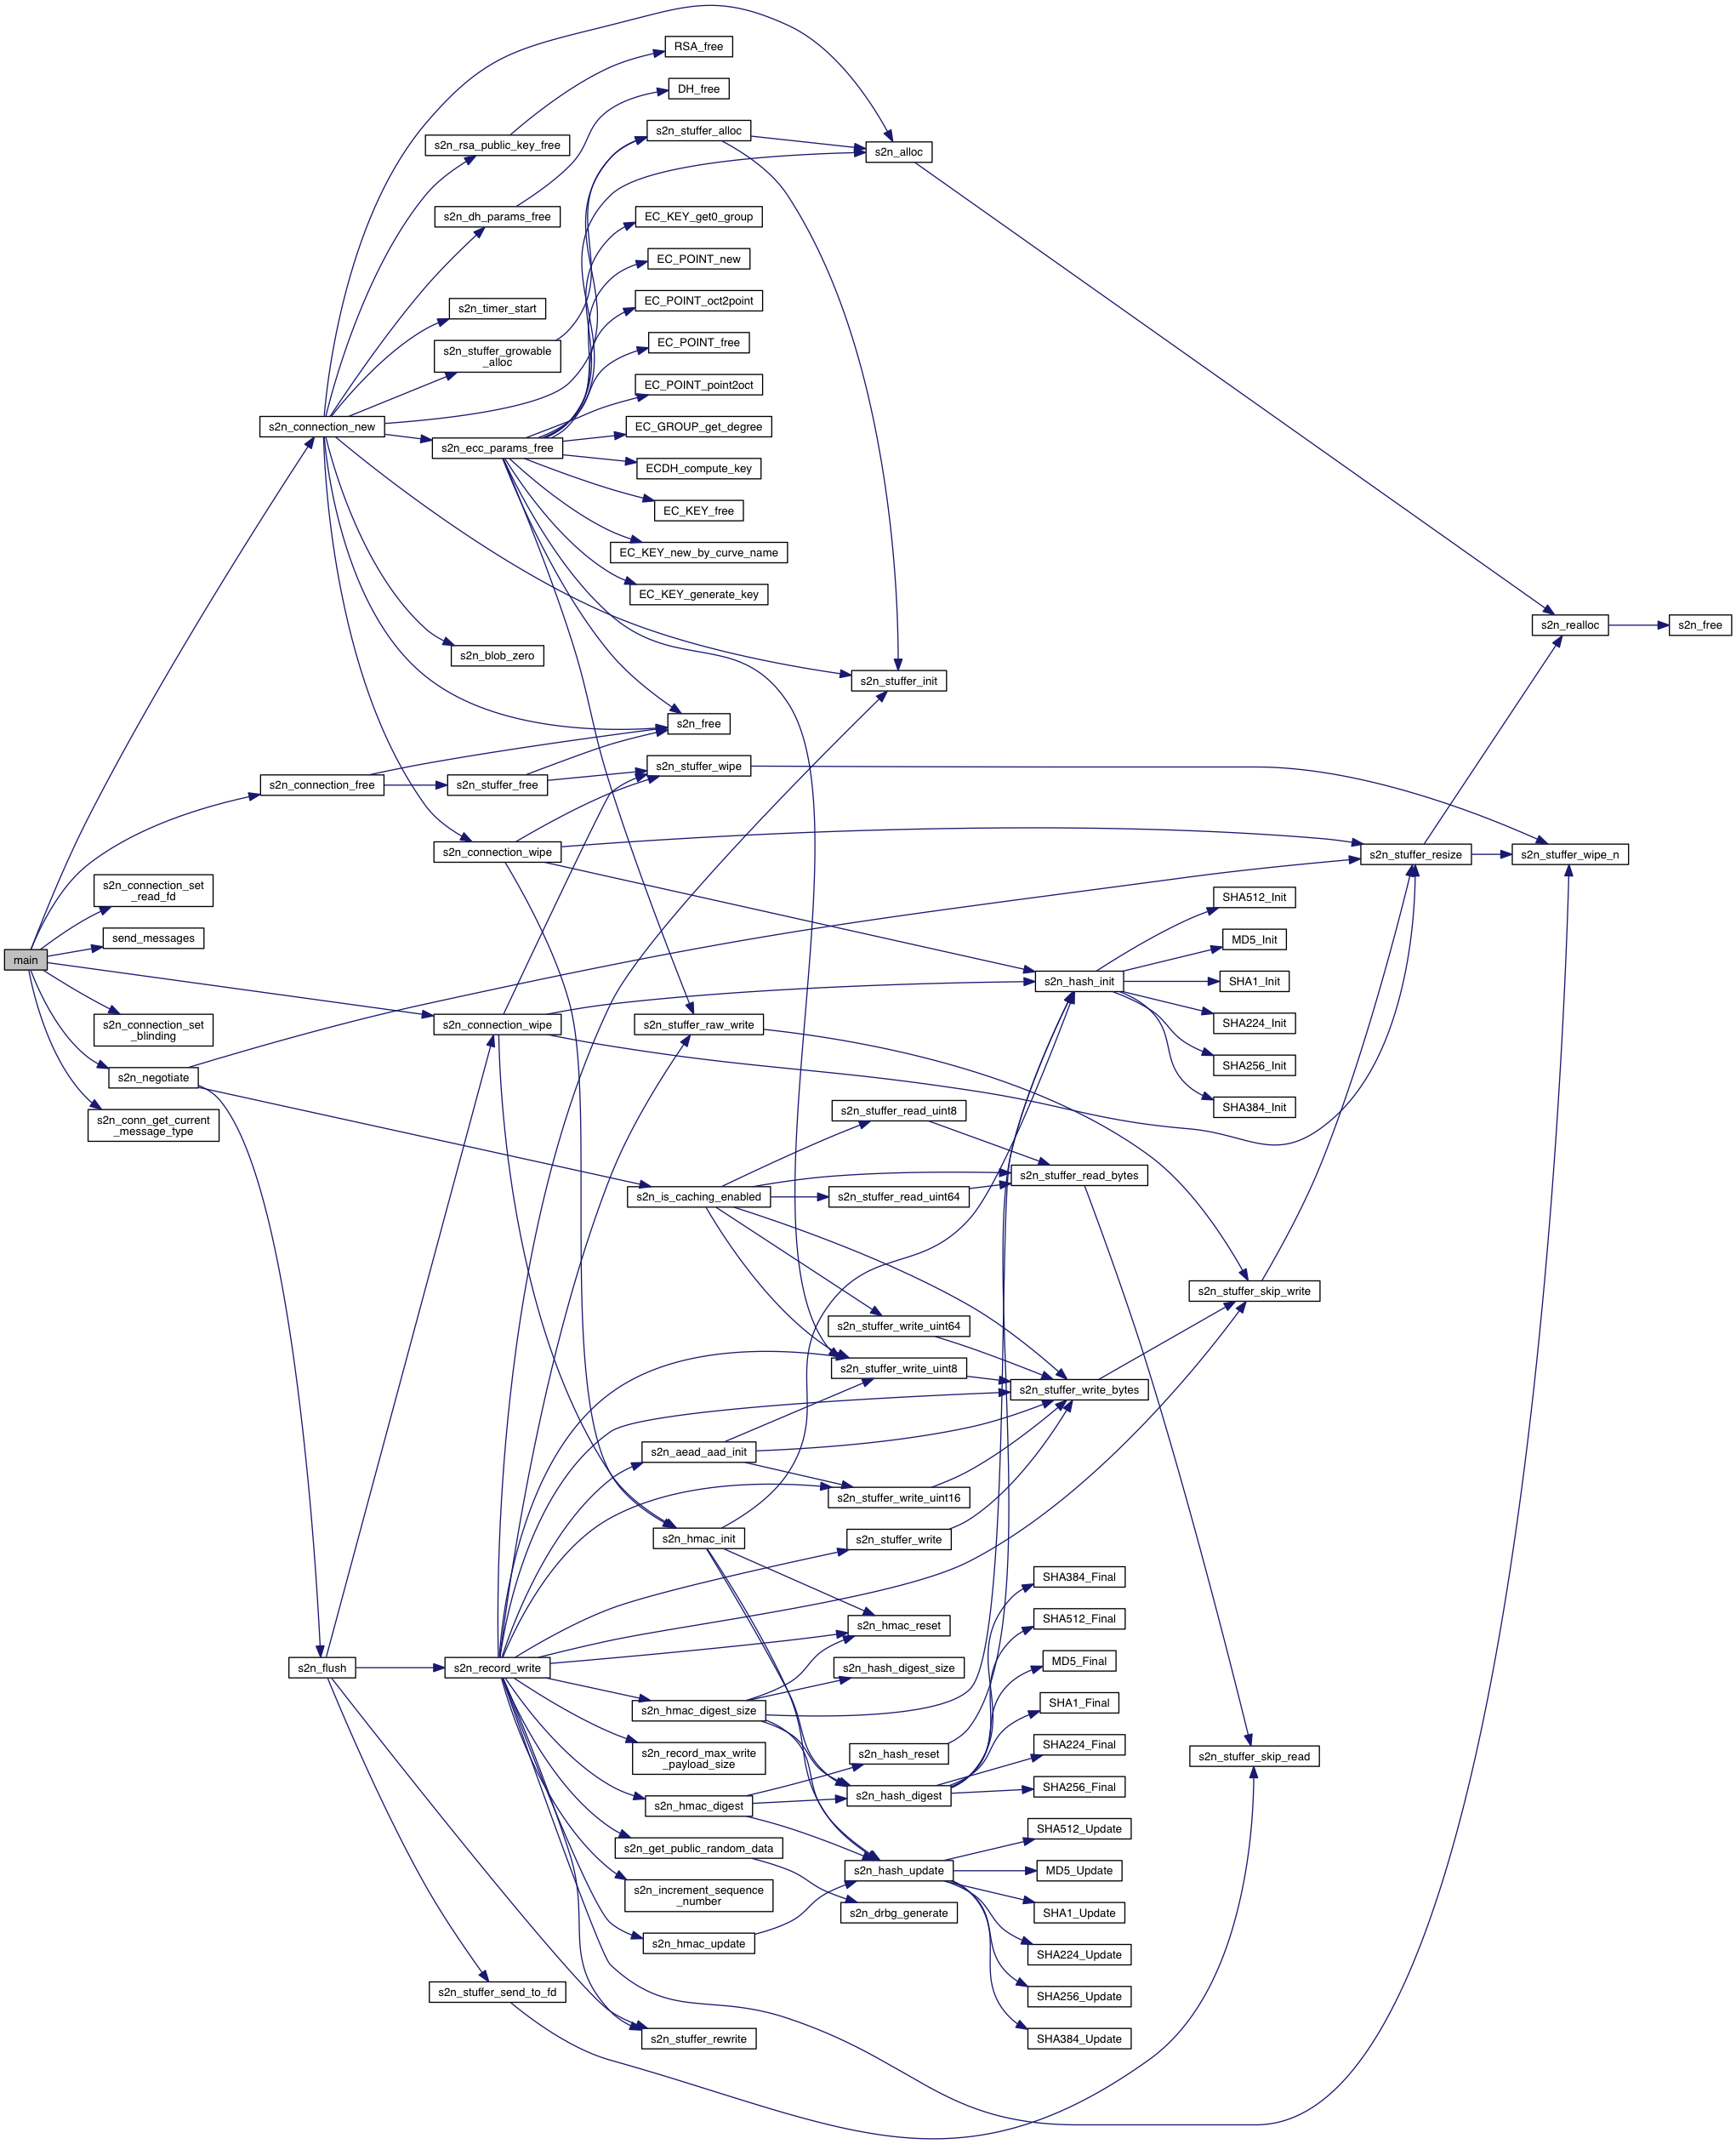 RSA_free
DH_free
s2n_stuffer_alloc
s2n_rsa_public_key_free
s2n_alloc
s2n_dh_params_free
EC_KEY_get0_group
EC_POINT_new
EC_POINT_oct2point
s2n_timer_start
EC_POINT_free
s2n_stuffer_growable
_alloc
EC_POINT_point2oct
s2n_connection_new
EC_GROUP_get_degree
s2n_ecc_params_free
ECDH_compute_key
EC_KEY_free
EC_KEY_new_by_curve_name
EC_KEY_generate_key
s2n_realloc
s2n_free
s2n_blob_zero
s2n_stuffer_init
s2n_free
s2n_stuffer_wipe
s2n_connection_free
s2n_stuffer_free
s2n_connection_wipe
s2n_stuffer_resize
s2n_stuffer_wipe_n
s2n_connection_set
_read_fd
SHA512_Init
send_messages
MD5_Init
main
s2n_hash_init
SHA1_Init
s2n_connection_set
_blinding
s2n_connection_wipe
s2n_stuffer_raw_write
SHA224_Init
SHA256_Init
s2n_negotiate
SHA384_Init
s2n_conn_get_current
_message_type
s2n_stuffer_read_uint8
s2n_stuffer_read_bytes
s2n_is_caching_enabled
s2n_stuffer_read_uint64
s2n_stuffer_skip_write
s2n_stuffer_write_uint64
s2n_stuffer_write_uint8
s2n_stuffer_write_bytes
s2n_aead_aad_init
s2n_stuffer_write_uint16
s2n_hmac_init
s2n_stuffer_write
SHA384_Final
SHA512_Final
s2n_hmac_reset
MD5_Final
s2n_flush
s2n_record_write
s2n_hash_digest_size
SHA1_Final
s2n_hmac_digest_size
SHA224_Final
s2n_record_max_write
_payload_size
s2n_hash_reset
s2n_stuffer_skip_read
SHA256_Final
s2n_hash_digest
s2n_hmac_digest
SHA512_Update
s2n_get_public_random_data
s2n_hash_update
MD5_Update
s2n_increment_sequence
_number
s2n_drbg_generate
SHA1_Update
s2n_hmac_update
SHA224_Update
s2n_stuffer_send_to_fd
SHA256_Update
s2n_stuffer_rewrite
SHA384_Update